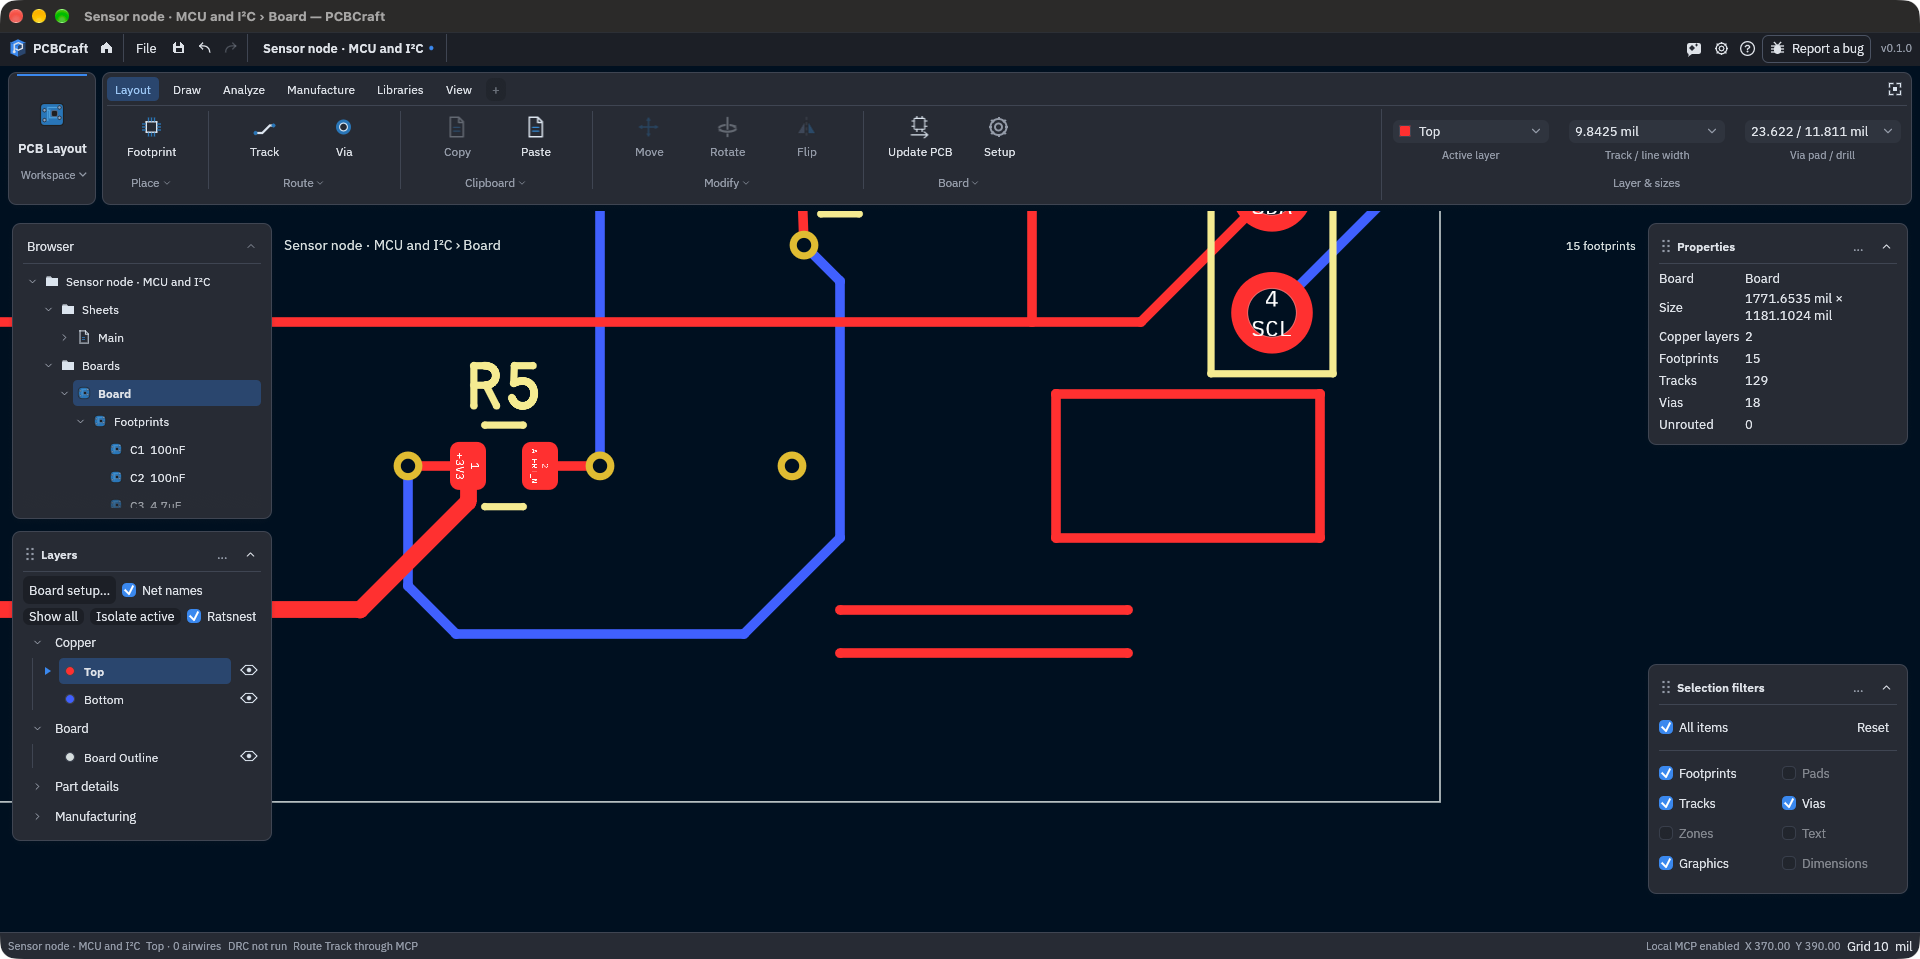 Sensor node · MCU and I²C › Board — PCBCraft
PCBCraft
File
Sensor node · MCU and I²C
Report a bug
v0.1.0
PCB Layout
Workspace
Layout
Draw
Analyze
Manufacture
Libraries
View
+
Footprint
Track
Via
Copy
Paste
Move
Rotate
Flip
Update PCB
Setup
Place
Route
Clipboard
Modify
Board
Top
9.8425 mil
23.622 / 11.811 mil
Active layer
Track / line width
Via pad / drill
Layer & sizes
Browser
Sensor node · MCU and I²C
Sheets
Main
Boards
Board
Footprints
C1 100nF
C2 100nF
C3 4.7uF
Sensor node · MCU and I²C › Board
15 footprints
SDA
4
SCL
R5
1
+3V3
2
Layers
...
Board setup...
Net names
Show all
Isolate active
Ratsnest
Copper
Top
Bottom
Board
Board Outline
Part details
Manufacturing
Properties
...
Board Board
Size 1771.6535 mil ×
1181.1024 mil
Copper layers 2
Footprints 15
Tracks 129
Vias 18
Unrouted 0
Selection filters
...
All items
Reset
Footprints
Pads
Tracks
Vias
Zones
Text
Graphics
Dimensions
Sensor node · MCU and I²C Top · 0 airwires DRC not run Route Track through MCP
Local MCP enabled X 370.00 Y 390.00 Grid 10 mil